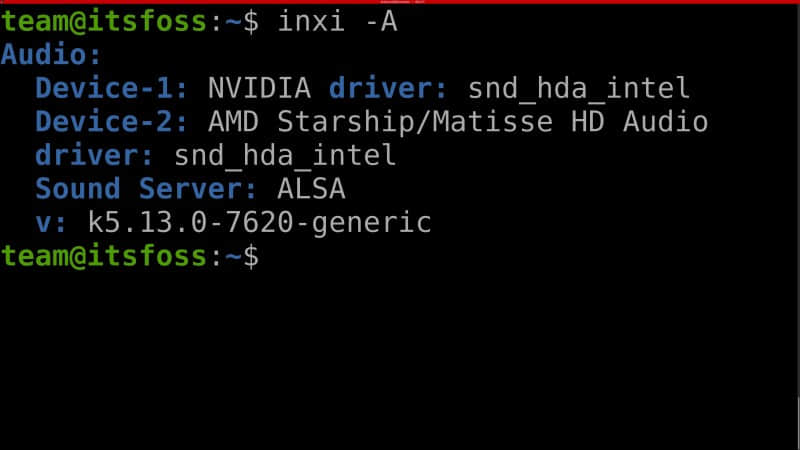 team@itsfoss:~$ inxi -A
Audio:
  Device-1: NVIDIA driver: snd_hda_intel
  Device-2: AMD Starship/Matisse HD Audio
  driver: snd_hda_intel
  Sound Server: ALSA
  v: k5.13.0-7620-generic
team@itsfoss:~$